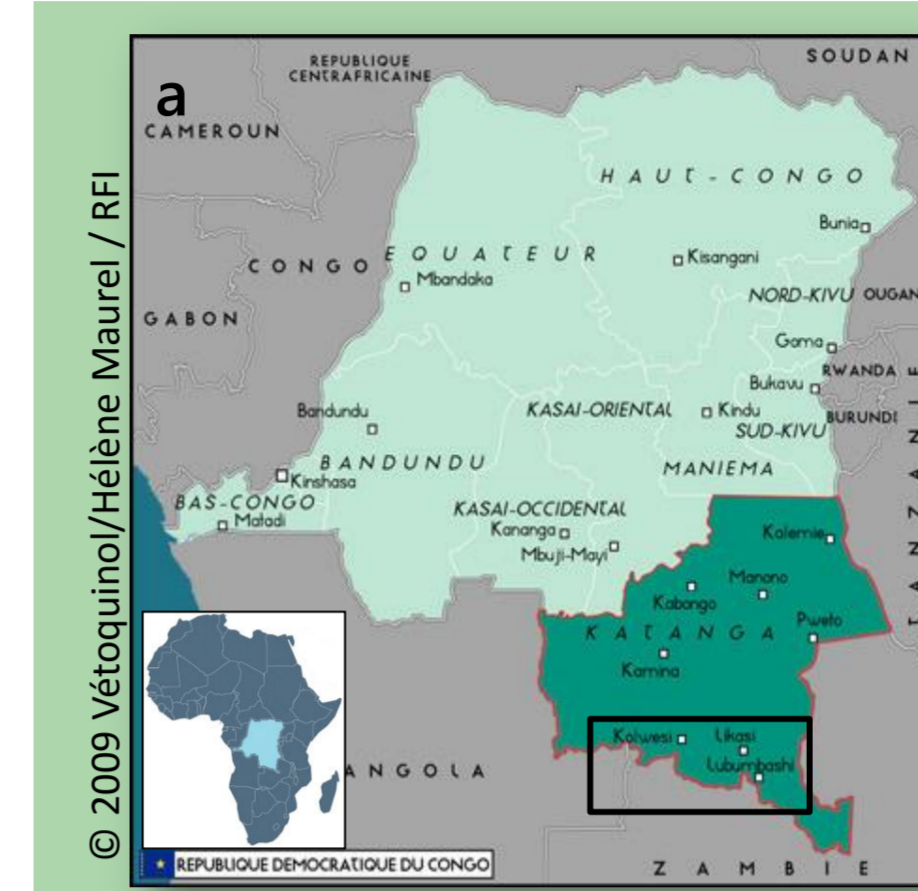 © 2009 Vétoquinol/Hélène Maurel / RFI
a
REPUBLIQUE
CENTRAFRICAINE
SOUDAN
CAMEROUN
HAUT-CONGO
Bunia
EQUATEUR
CONGO
Kisangani
Mbandaka
NORD-KIVU
OUGAN
GABON
Goma
RWANDA
Bukavu
Bandundu
KASAI-ORIENTAL
Kindu
BURUNDI
SUD-KIVU
BANDUNDU
MANIEMA
Kinshasa
BAS-CONGO
KASAI-OCCIDENTAL
Matadi
Kananga
Mbuji-Mayi
Kalemie
Manono
Kabongo
Pweto
KATANGA
Kamina
Kolwesi
Likasi
Lubumbashi
ANGOLA
REPUBLIQUE DEMOCRATIQUE DU CONGO
ZAMBIE